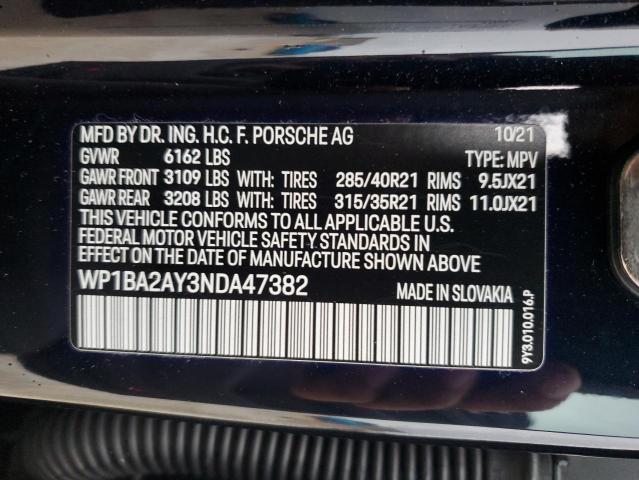 MFD BY DR. ING. H.C. F. PORSCHE AG 10/21
GVWR 6162 LBS TYPE: MPV
GAWR FRONT 3109 LBS WITH: TIRES 285/40R21 RIMS 9.5JX21
GAWR REAR 3208 LBS WITH: TIRES 315/35R21 RIMS 11.0JX21
THIS VEHICLE CONFORMS TO ALL APPLICABLE U.S.
FEDERAL MOTOR VEHICLE SAFETY STANDARDS IN
EFFECT ON THE DATE OF MANUFACTURE SHOWN ABOVE
WP1BA2AY3NDA47382 MADE IN SLOVAKIA
9Y3.010.016.P